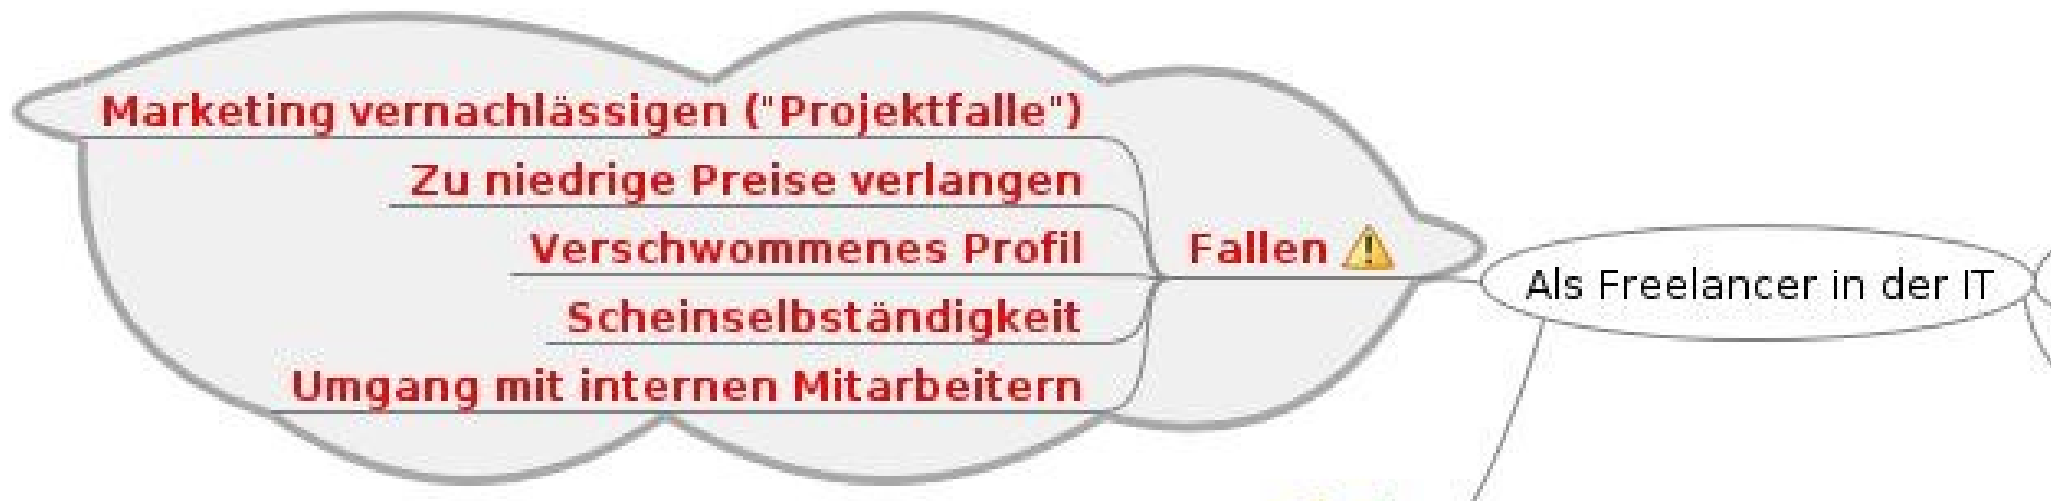 Marketing vernachlässigen ("Projektfalle")
Zu niedrige Preise verlangen
Verschwommenes Profil
Scheinselbständigkeit
Umgang mit internen Mitarbeitern
Fallen
Als Freelancer in der IT